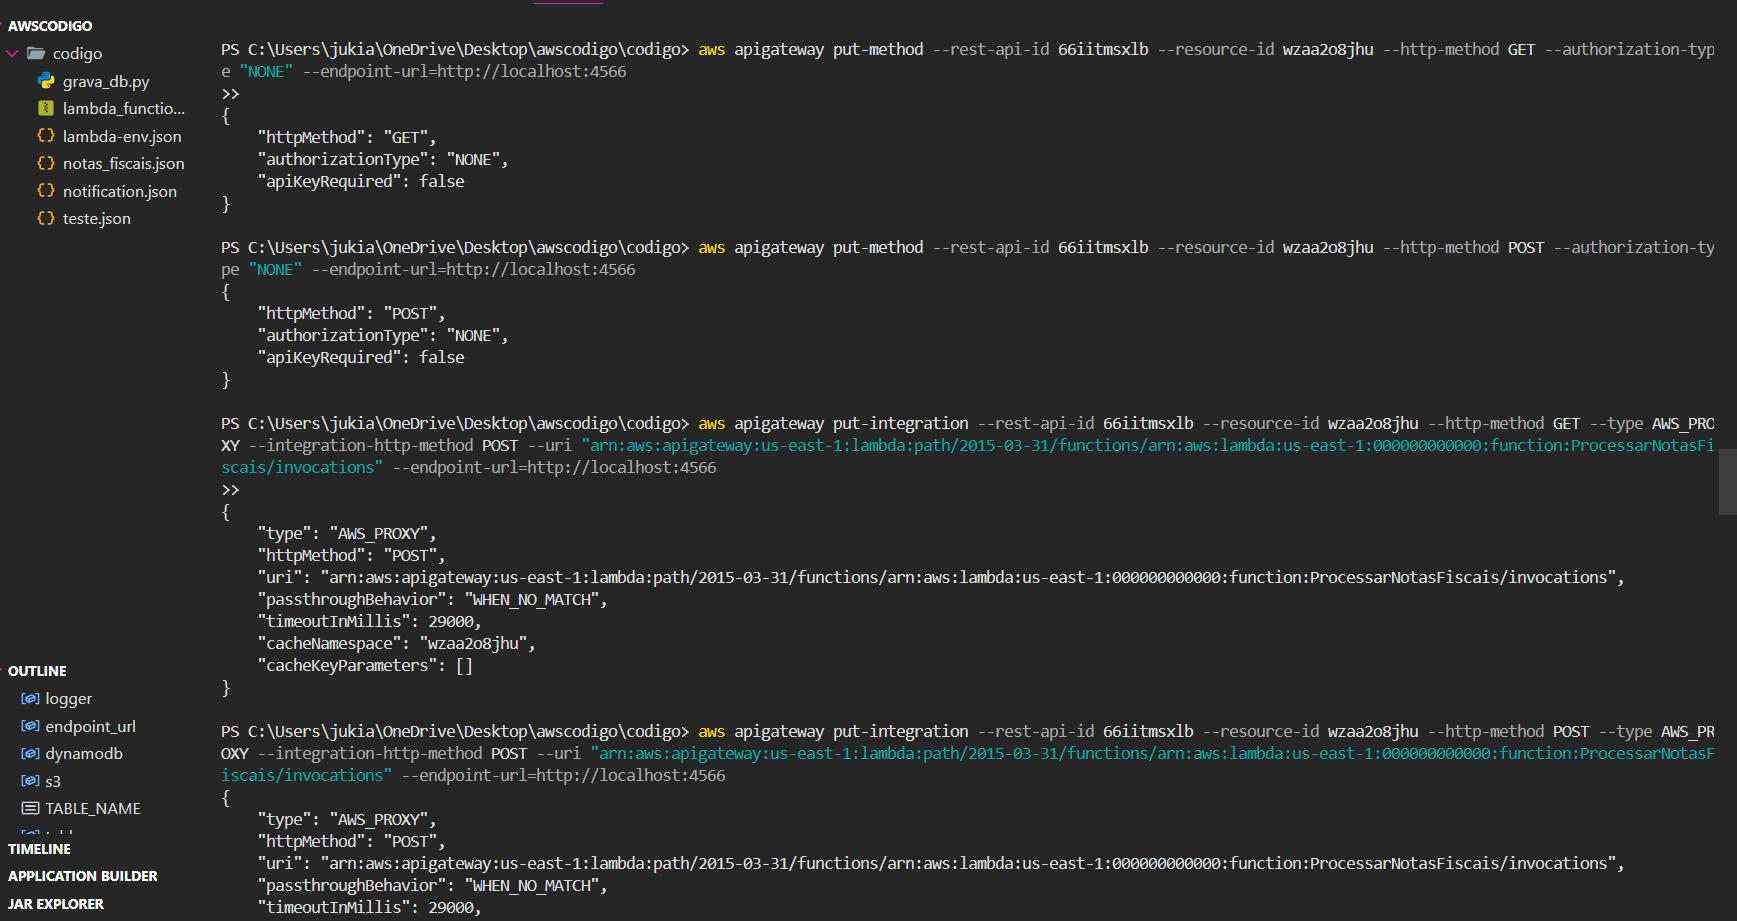 AWSCODIGO
codigo
grava_db.py
lambda_functio...
lambda-env.json
notas_fiscais.json
notification.json
teste.json
OUTLINE
logger
endpoint_url
dynamodb
s3
TABLE_NAME
TIMELINE
APPLICATION BUILDER
JAR EXPLORER
PS C:\Users\jukia\OneDrive\Desktop\awscodigo\codigo> aws apigateway put-method --rest-api-id 66iitmsxlb --resource-id wzaa2o8jhu --http-method GET --authorization-typ
e "NONE" --endpoint-url=http://localhost:4566
>>
{
    "httpMethod": "GET",
    "authorizationType": "NONE",
    "apiKeyRequired": false
}
PS C:\Users\jukia\OneDrive\Desktop\awscodigo\codigo> aws apigateway put-method --rest-api-id 66iitmsxlb --resource-id wzaa2o8jhu --http-method POST --authorization-ty
pe "NONE" --endpoint-url=http://localhost:4566
{
    "httpMethod": "POST",
    "authorizationType": "NONE",
    "apiKeyRequired": false
}
PS C:\Users\jukia\OneDrive\Desktop\awscodigo\codigo> aws apigateway put-integration --rest-api-id 66iitmsxlb --resource-id wzaa2o8jhu --http-method GET --type AWS_PRO
XY --integration-http-method POST --uri "arn:aws:apigateway:us-east-1:lambda:path/2015-03-31/functions/arn:aws:lambda:us-east-1:000000000000:function:ProcessarNotasFi
scais/invocations" --endpoint-url=http://localhost:4566
>>
{
    "type": "AWS_PROXY",
    "httpMethod": "POST",
    "uri": "arn:aws:apigateway:us-east-1:lambda:path/2015-03-31/functions/arn:aws:lambda:us-east-1:000000000000:function:ProcessarNotasFiscais/invocations",
    "passthroughBehavior": "WHEN_NO_MATCH",
    "timeoutInMillis": 29000,
    "cacheNamespace": "wzaa2o8jhu",
    "cacheKeyParameters": []
}
PS C:\Users\jukia\OneDrive\Desktop\awscodigo\codigo> aws apigateway put-integration --rest-api-id 66iitmsxlb --resource-id wzaa2o8jhu --http-method POST --type AWS_PR
OXY --integration-http-method POST --uri "arn:aws:apigateway:us-east-1:lambda:path/2015-03-31/functions/arn:aws:lambda:us-east-1:000000000000:function:ProcessarNotasF
iscais/invocations" --endpoint-url=http://localhost:4566
{
    "type": "AWS_PROXY",
    "httpMethod": "POST",
    "uri": "arn:aws:apigateway:us-east-1:lambda:path/2015-03-31/functions/arn:aws:lambda:us-east-1:000000000000:function:ProcessarNotasFiscais/invocations",
    "passthroughBehavior": "WHEN_NO_MATCH",
    "timeoutInMillis": 29000,